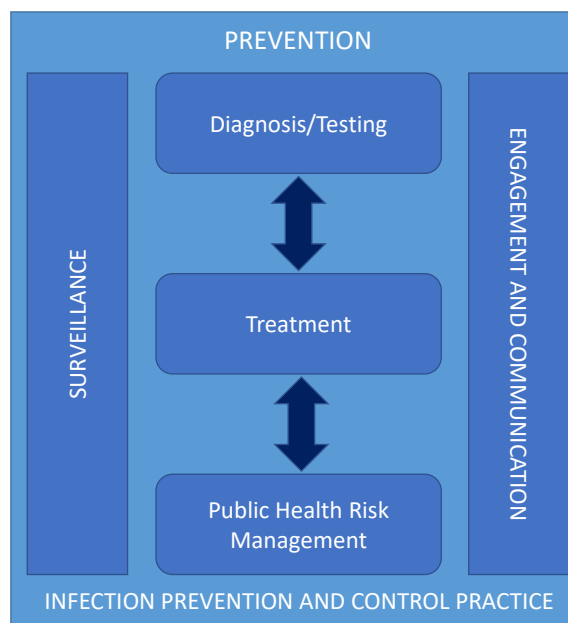 PREVENTION
SURVEILLANCE
Diagnosis/Testing
Treatment
Public Health Risk
Management
ENGAGEMENT AND COMMUNICATION
INFECTION PREVENTION AND CONTROL PRACTICE